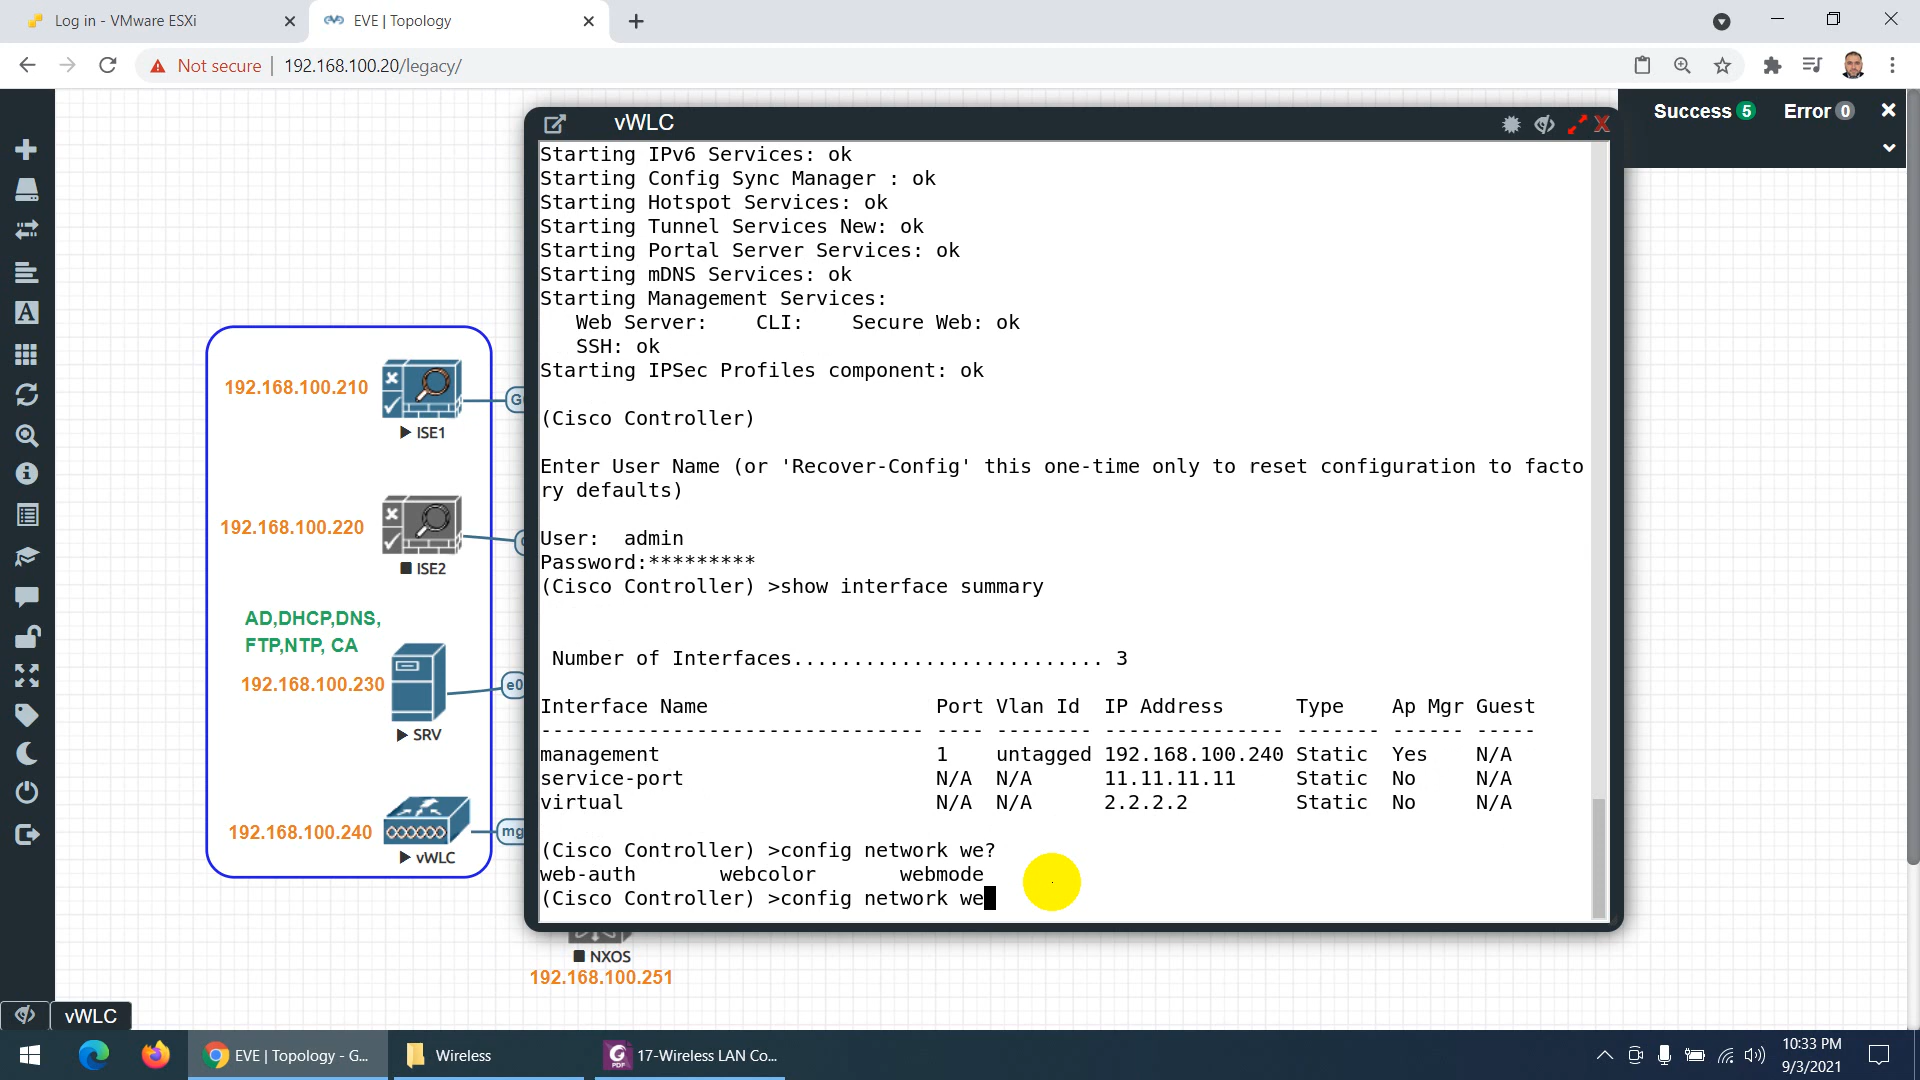 Log in - VMware ESXi
EVE | Topology
Not secure
192.168.100.20/legacy/
vWLC
Success 5
Error 0
Starting IPv6 Services: ok
Starting Config Sync Manager : ok
Starting Hotspot Services: ok
Starting Tunnel Services New: ok
Starting Portal Server Services: ok
Starting mDNS Services: ok
Starting Management Services:
Web Server: CLI: Secure Web: ok
SSH: ok
Starting IPSec Profiles component: ok
(Cisco Controller)
Enter User Name (or 'Recover-Config' this one-time only to reset configuration to facto
ry defaults)
User: admin
Password:*********
(Cisco Controller) >show interface summary
Number of Interfaces.......................... 3
Interface Name Port Vlan Id IP Address Type Ap Mgr Guest
-------------------------------- ---- -------- --------------- ------- ------ -----
management 1 untagged 192.168.100.240 Static Yes N/A
service-port N/A N/A 11.11.11.11 Static No N/A
virtual N/A N/A 2.2.2.2 Static No N/A
(Cisco Controller) >config network we?
web-auth webcolor webmode
(Cisco Controller) >config network we
192.168.100.210
ISE1
192.168.100.220
ISE2
AD,DHCP,DNS,
FTP,NTP, CA
192.168.100.230
e0
SRV
192.168.100.240
mg
vWLC
NXOS
192.168.100.251
vWLC
EVE | Topology - G...
Wireless
17-Wireless LAN Co...
10:33 PM
9/3/2021